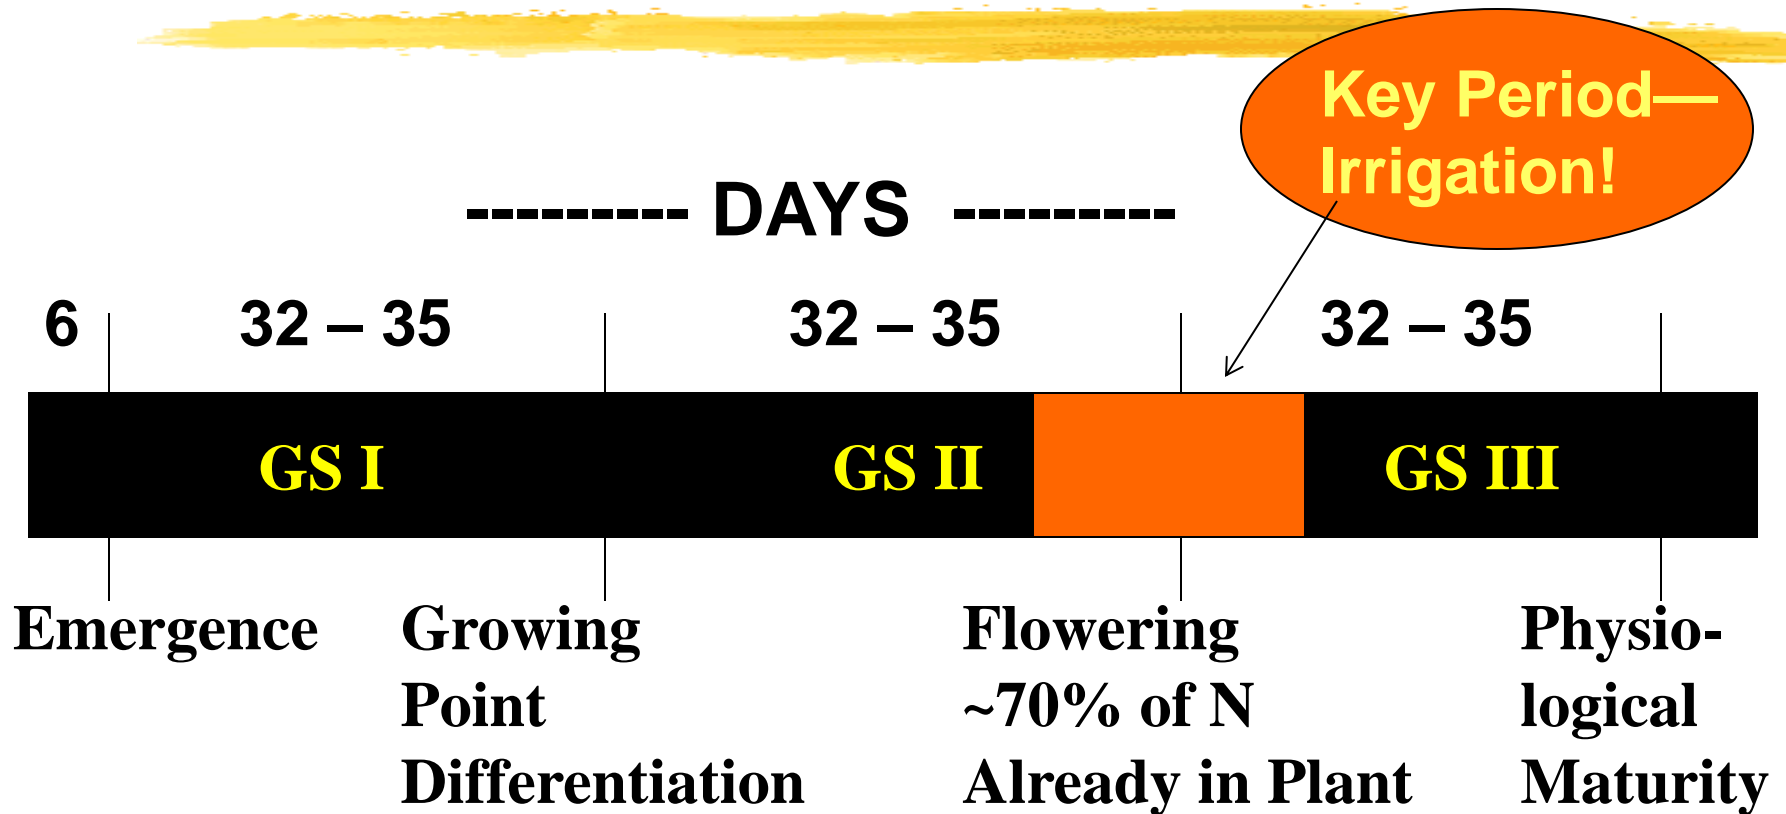 Key Period—
Irrigation!
--------- DAYS ---------
6 32 – 35 32 – 35 32 – 35
GS I GS II GS III
Emergence
Growing
Point
Differentiation
Flowering
~70% of N
Already in Plant
Physio-
logical
Maturity